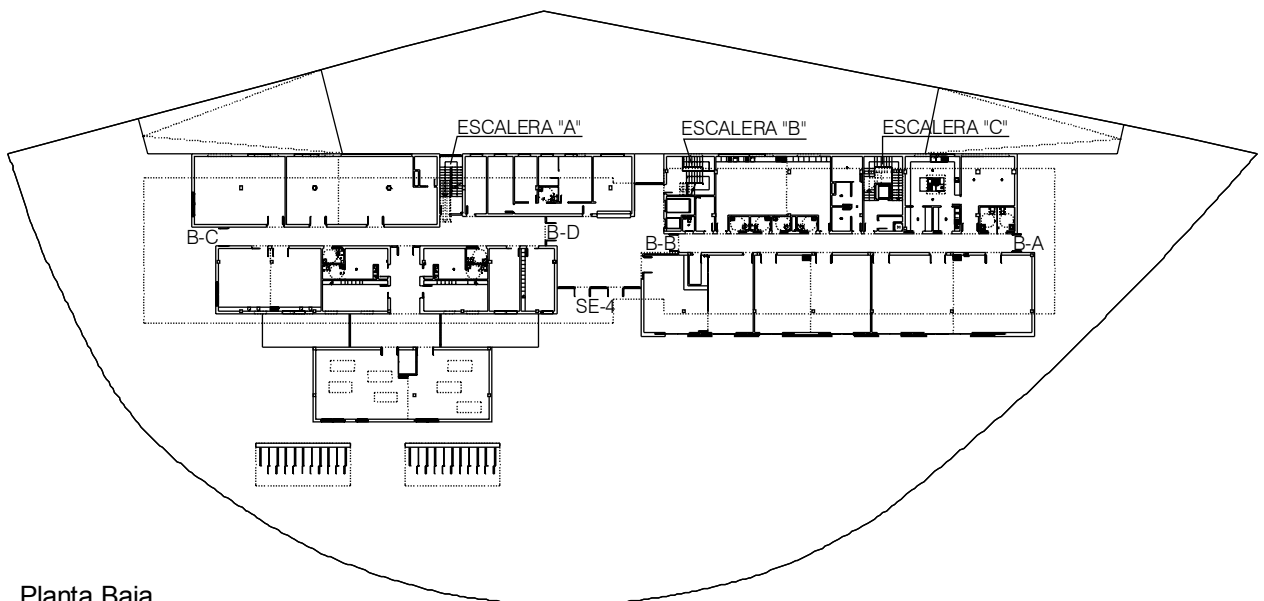 ESCALERA "A"
ESCALERA "B"
ESCALERA "C"
B-C
B-D
B-B
B-A
SE-4
Planta Baja